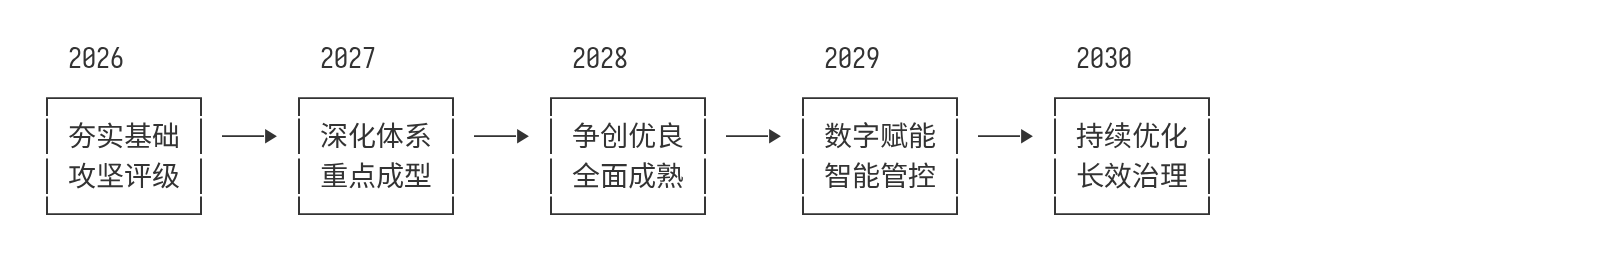 2026 2027 2028 2029 2030
夯实基础 深化体系 争创优良 数字赋能 持续优化
攻坚评级 重点成型 全面成熟 智能管控 长效治理